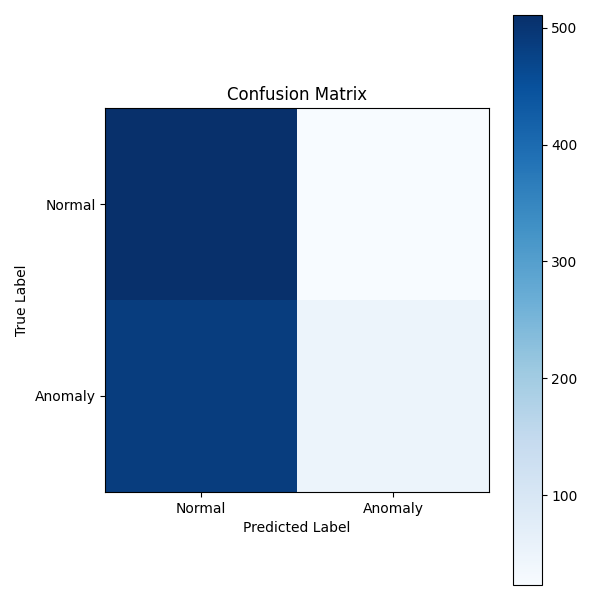 Confusion Matrix
500
400
300
200
100
True Label
Normal
Anomaly
Normal
Anomaly
Predicted Label